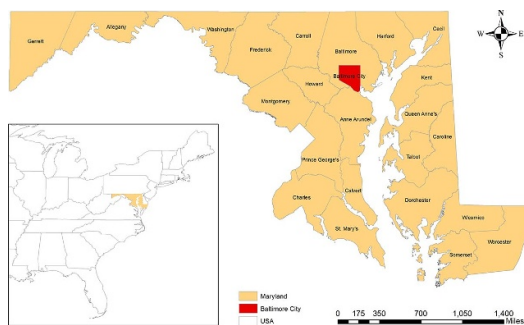 Garrett
Allegany
Washington
Frederick
Carroll
Baltimore
Harford
Cecil
N
W
E
S
Baltimore City
Howard
Kent
Montgomery
Anne Arundel
Queen Anne's
Caroline
Prince George's
Talbot
Charles
Calvert
Dorchester
St. Mary's
Wicomico
Somerset
Worcester
Maryland
Baltimore City
USA
0 175 350 700 1,050 1,400
Miles